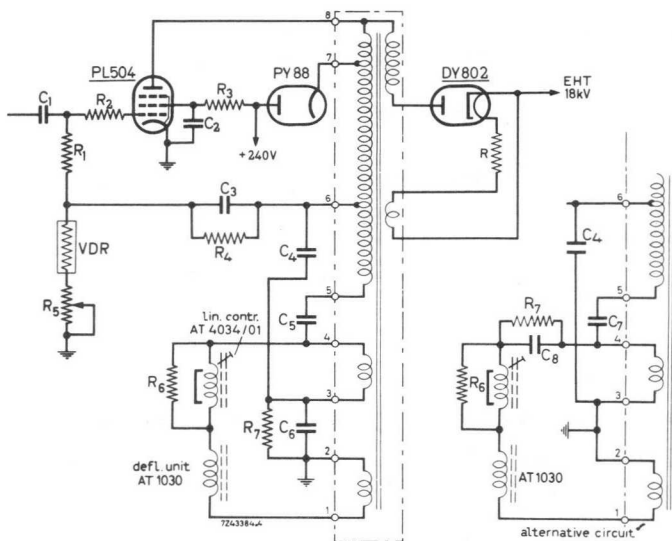 8
PL504
PY88
7
DY802
C1
R2
R3
C2
EHT
18kV
+240V
R1
R
C3
6
6
VDR
R4
C4
C4
R5
lin. contr.
AT 4034/01
5
5
C5
R7
C7
4
4
C8
R6
R6
3
3
R7
C6
defl. unit
AT 1030
2
2
AT1030
7Z43384.4
1
1
alternative circuit